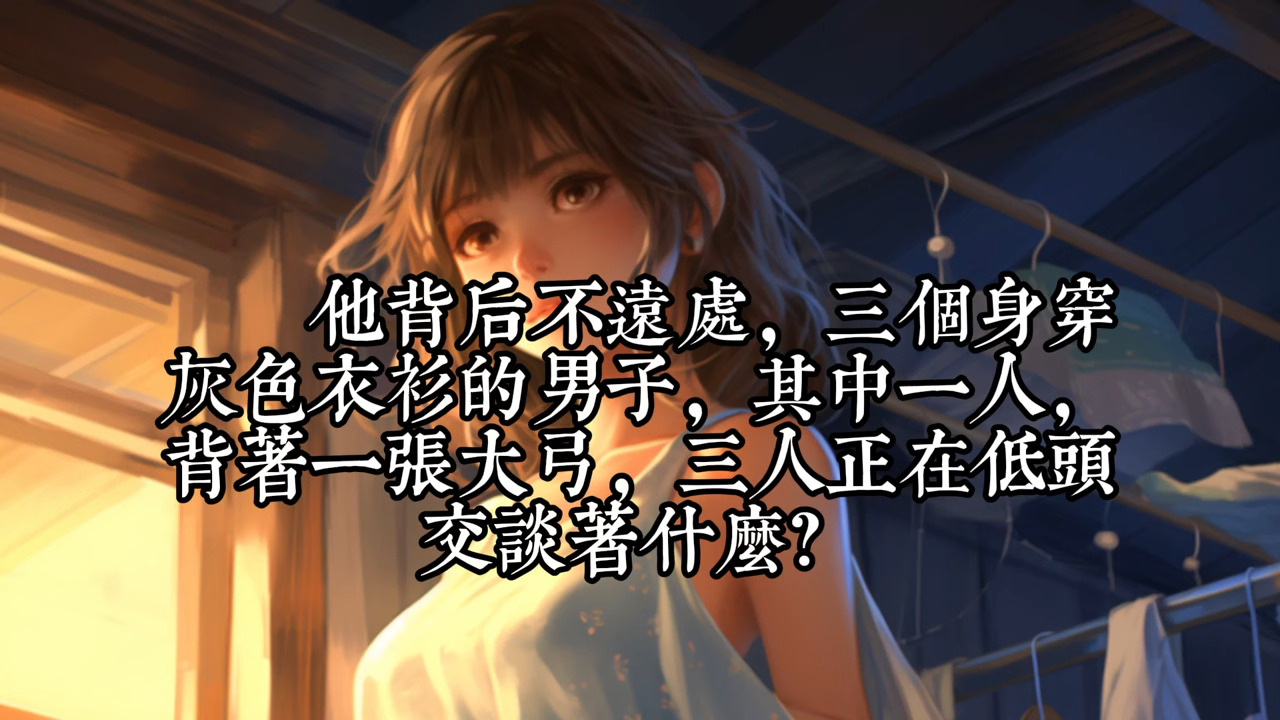 他背后不遠處，三個身穿
灰色衣衫的男子，其中一人，
背著一張大弓，三人正在低頭
交談著什麼？